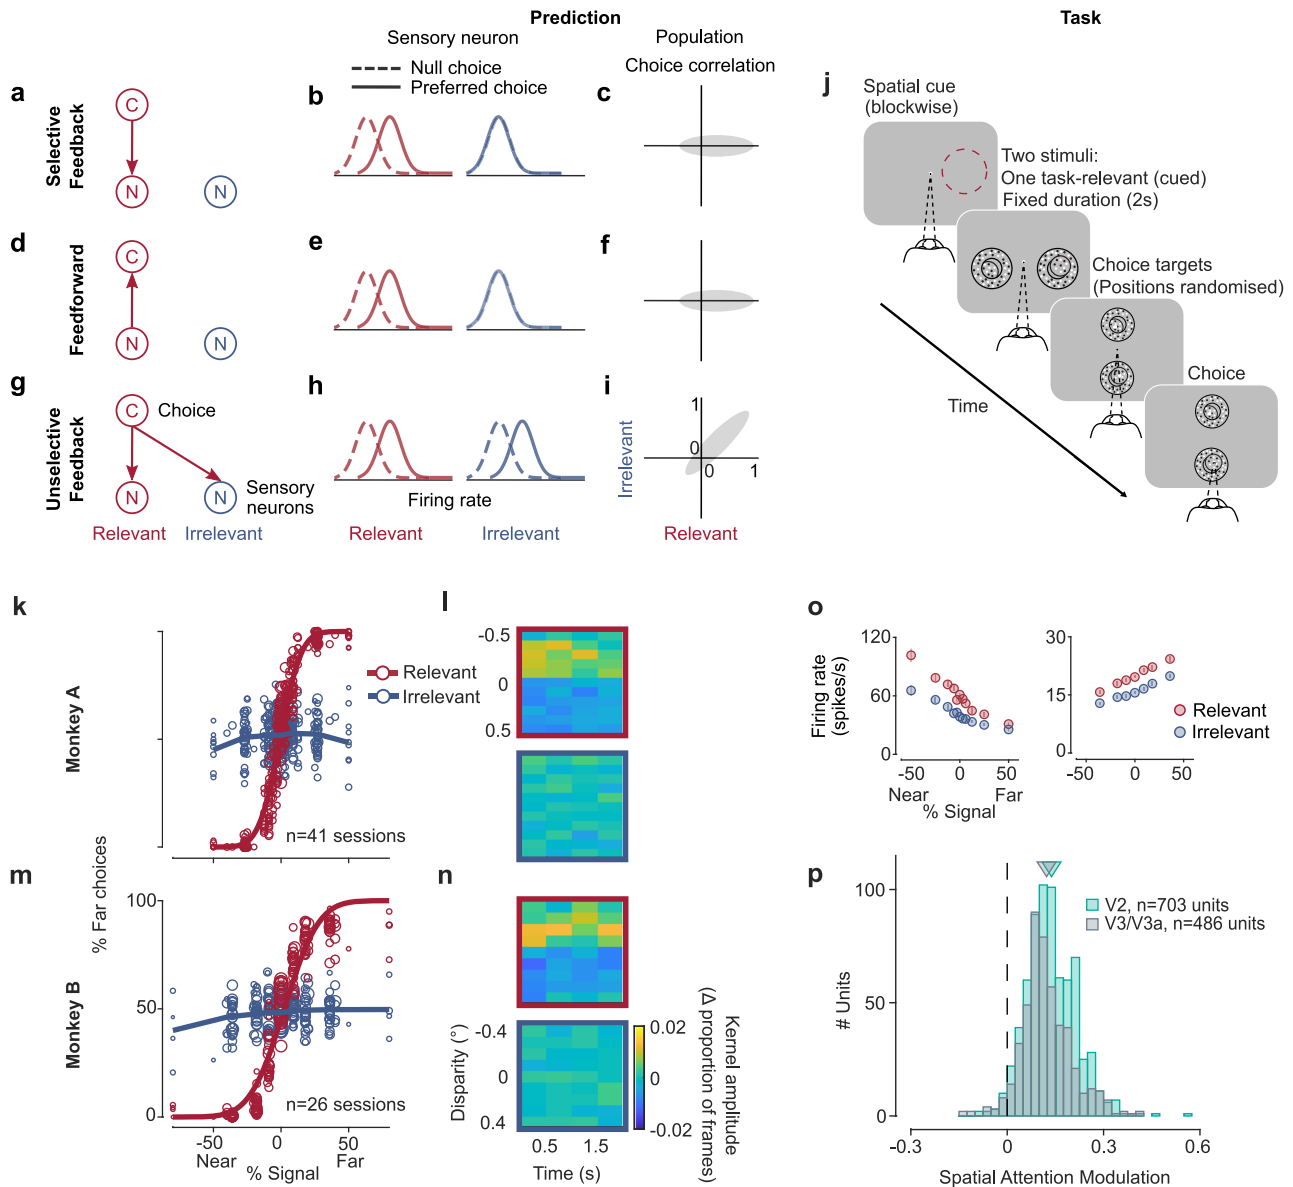 Prediction
Task
Sensory neuron
Null choice
Preferred choice
Population
Choice correlation
a
Selective
Feedback
C
N
N
b
c
d
Feedforward
C
N
N
e
f
g
Unselective
Feedback
C
Choice
N
N
Sensory
neurons
Relevant
Irrelevant
h
Firing rate
Relevant
Irrelevant
i
1
0
0
1
Irrelevant
Relevant
j
Spatial cue
(blockwise)
Two stimuli:
One task-relevant (cued)
Fixed duration (2s)
Choice targets
(Positions randomised)
Choice
Time
k
Monkey A
Relevant
Irrelevant
n=41 sessions
l
-0.5
0
0.5
m
Monkey B
% Far choices
100
50
0
n=26 sessions
-50
0
50
Near
% Signal
Far
n
Disparity (°)
-0.4
0
0.4
0.5
1.5
Time (s)
0.02
0
-0.02
Kernel amplitude
(Δ proportion of frames)
o
Firing rate
(spikes/s)
120
60
0
-50
0
50
Near
Far
% Signal
30
15
0
-50
0
50
Relevant
Irrelevant
p
# Units
100
50
0
V2, n=703 units
V3/V3a, n=486 units
-0.3
0
0.3
0.6
Spatial Attention Modulation